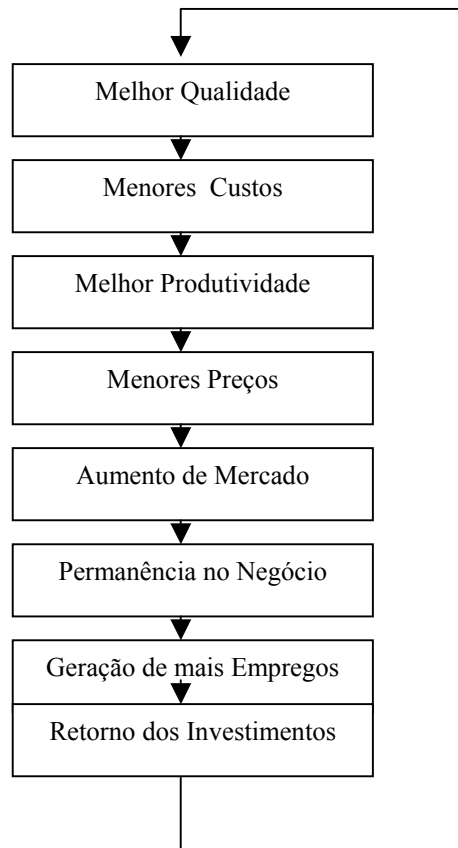 Melhor Qualidade
Menores Custos
Melhor Produtividade
Menores Preços
Aumento de Mercado
Permanência no Negócio
Geração de mais Empregos
Retorno dos Investimentos